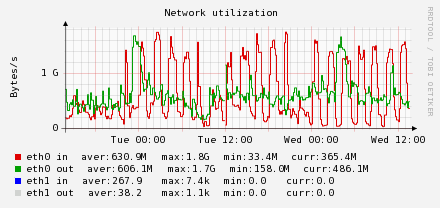 Network utilization
RRDTOOL / TOBI OETIKER
Bytes/s
1 G
0
Tue 00:00 Tue 12:00 Wed 00:00 Wed 12:00
eth0 in aver:630.9M max:1.8G min:33.4M curr:365.4M
eth0 out aver:606.1M max:1.7G min:158.0M curr:486.1M
eth1 in aver:267.9 max:7.4k min:0.0 curr:0.0
eth1 out aver:38.2 max:1.1k min:0.0 curr:0.0